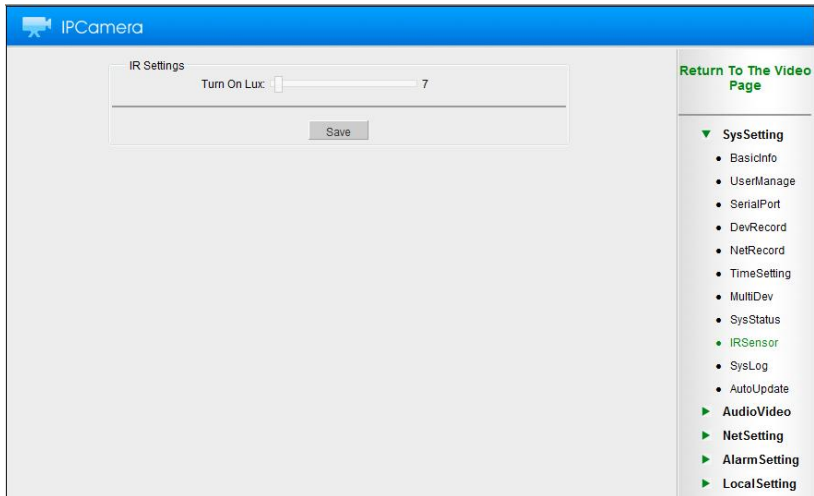 IPCamera
IR Settings
Turn On Lux: 7
Save
Return To The Video
Page
SysSetting
BasicInfo
UserManage
SerialPort
DevRecord
NetRecord
TimeSetting
MultiDev
SysStatus
IRSensor
SysLog
AutoUpdate
AudioVideo
NetSetting
AlarmSetting
LocalSetting